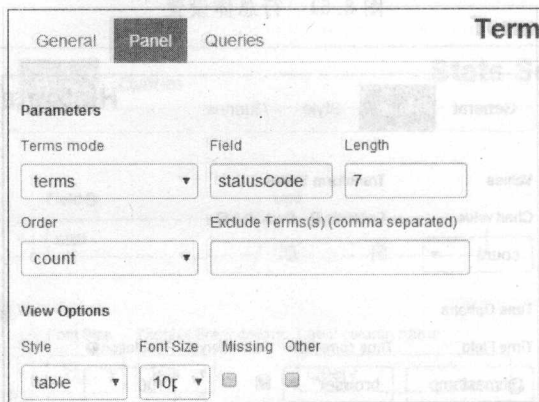 General Panel Queries Term
Parameters
Terms mode Field Length
terms statusCode 7
Order Exclude Terms(s) (comma separated)
count
View Options
Style Font Size Missing Other
table 10p